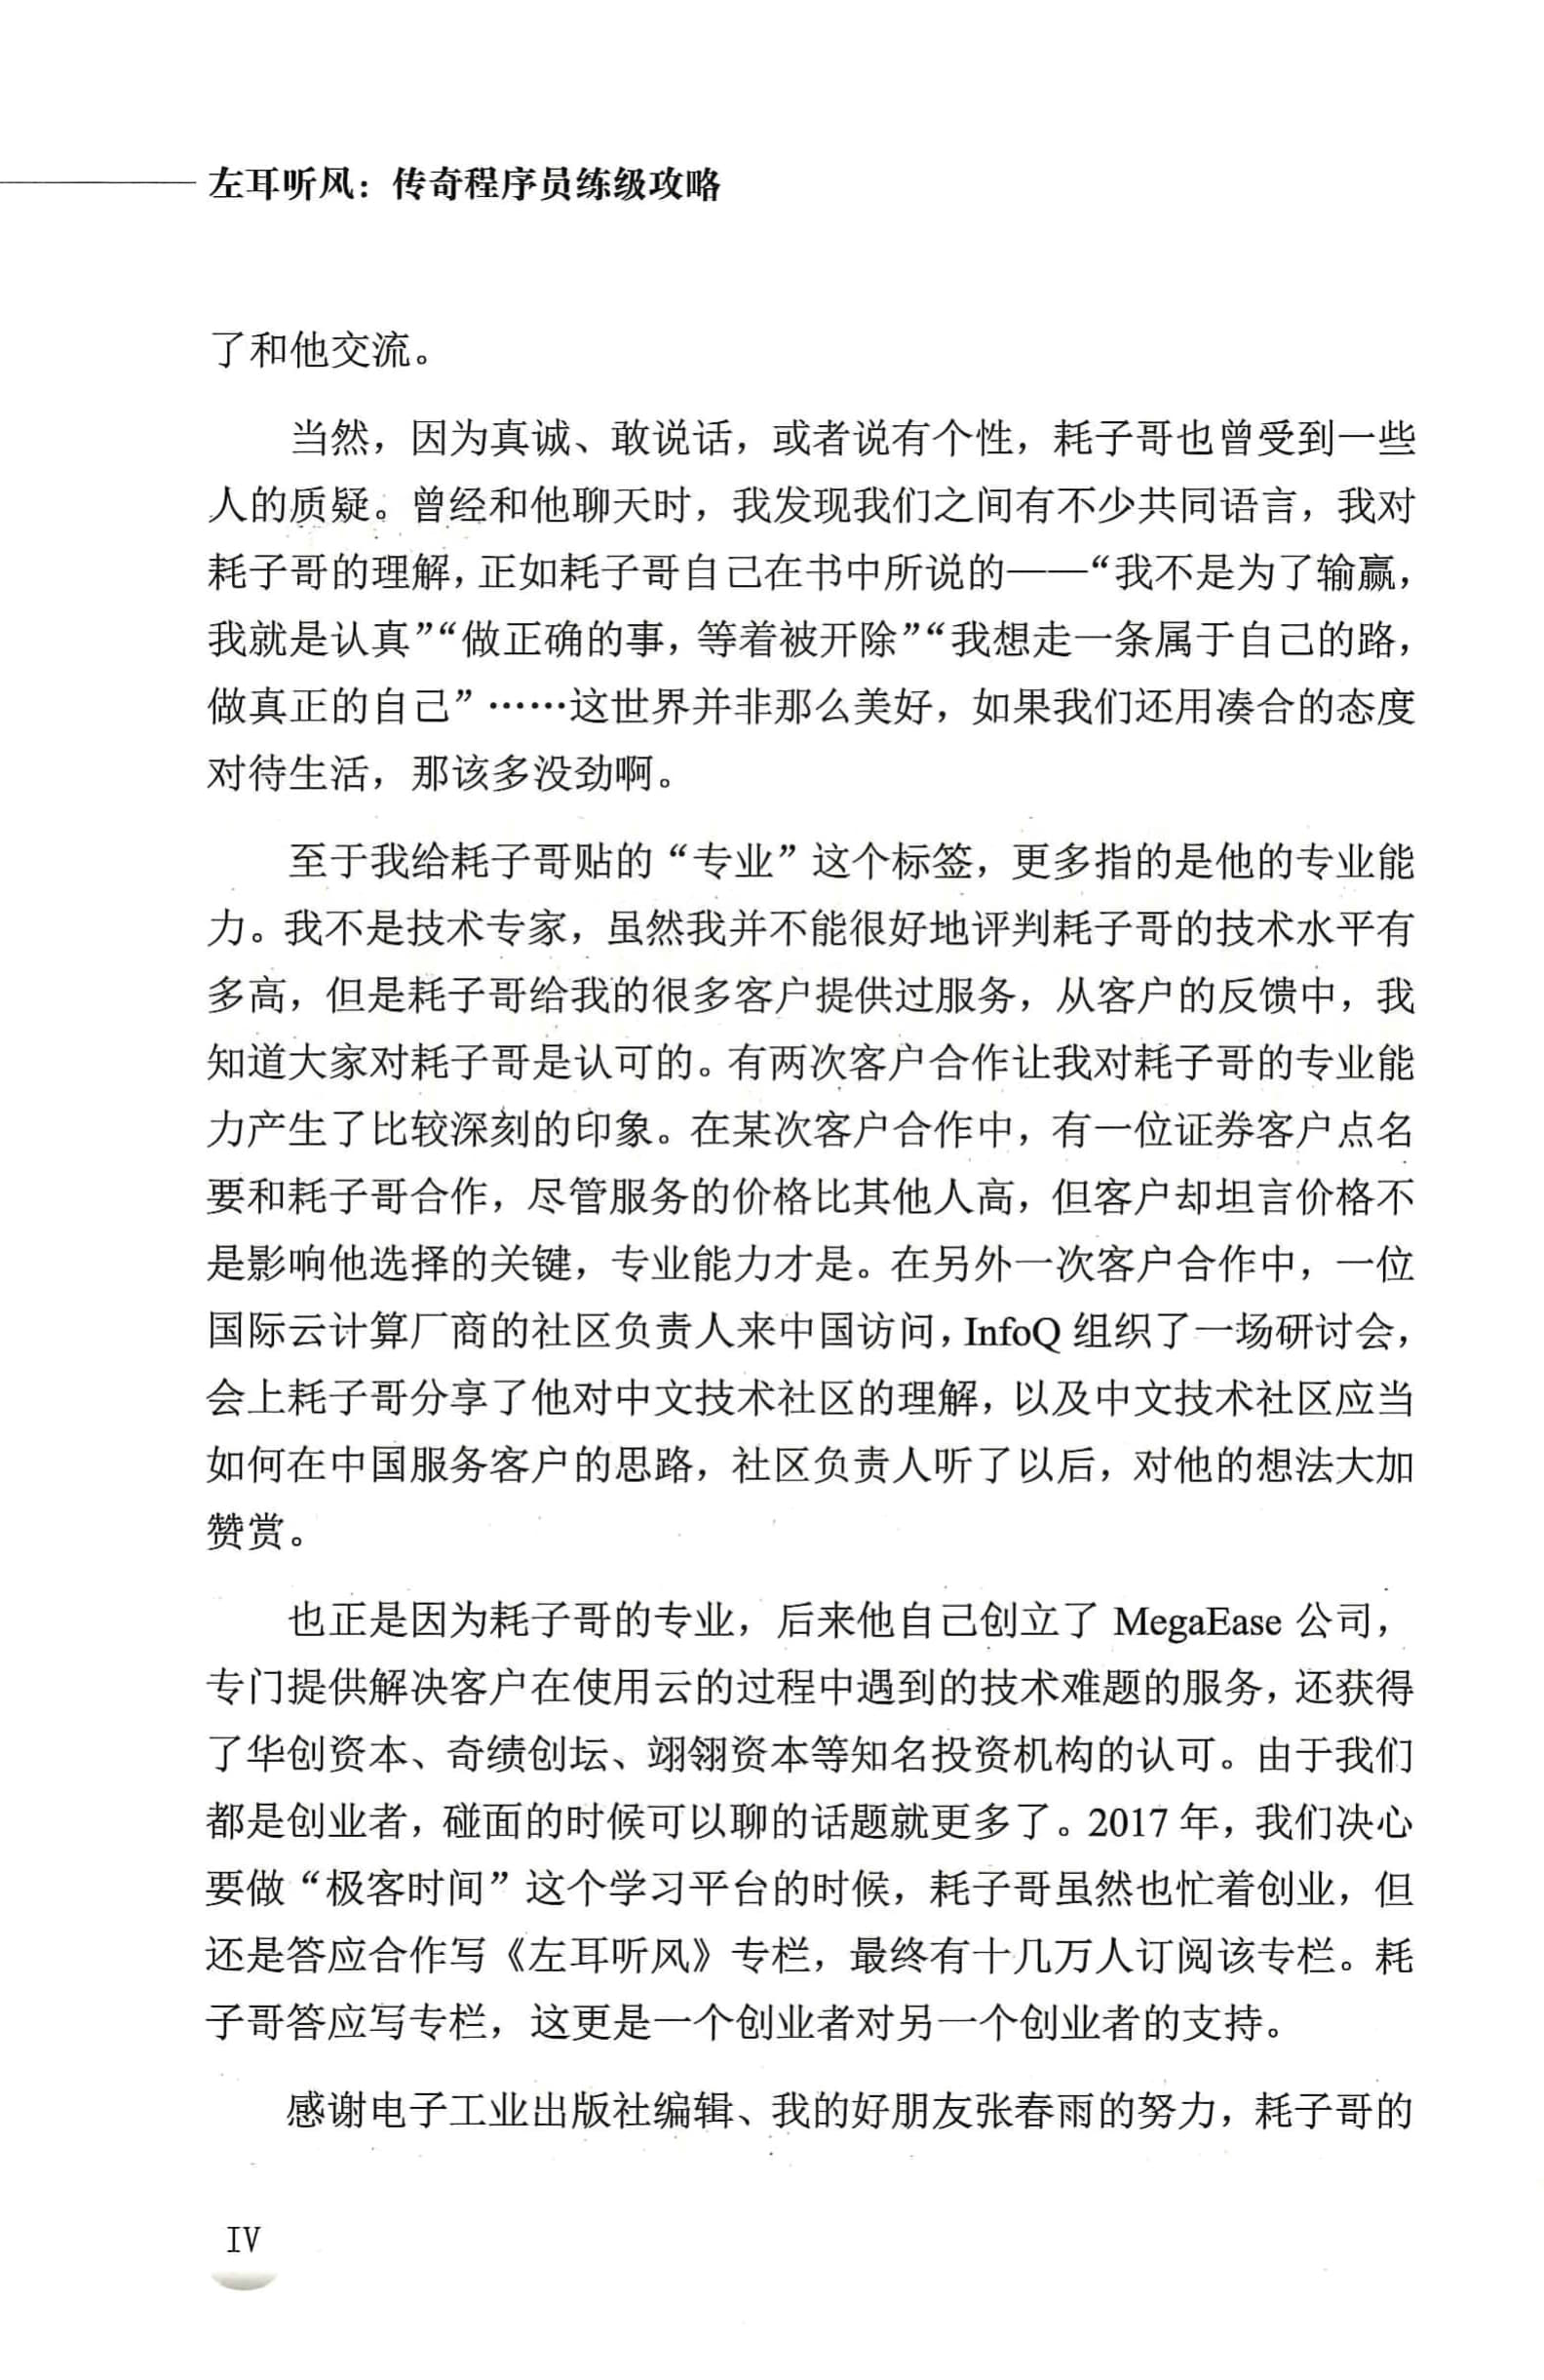 左耳听风：传奇程序员练级攻略
了和他交流。
当然，因为真诚、敢说话，或者说有个性，耗子哥也曾受到一些
人的质疑。曾经和他聊天时，我发现我们之间有不少共同语言，我对
耗子哥的理解，正如耗子哥自己在书中所说的——“我不是为了输赢，
我就是认真”“做正确的事，等着被开除”“我想走一条属于自己的路，
做真正的自己”……这世界并非那么美好，如果我们还用凑合的态度
对待生活，那该多没劲啊。
至于我给耗子哥贴的“专业”这个标签，更多指的是他的专业能
力。我不是技术专家，虽然我并不能很好地评判耗子哥的技术水平有
多高，但是耗子哥给我的很多客户提供过服务，从客户的反馈中，我
知道大家对耗子哥是认可的。有两次客户合作让我对耗子哥的专业能
力产生了比较深刻的印象。在某次客户合作中，有一位证券客户点名
要和耗子哥合作，尽管服务的价格比其他人高，但客户却坦言价格不
是影响他选择的关键，专业能力才是。在另外一次客户合作中，一位
国际云计算厂商的社区负责人来中国访问，InfoQ 组织了一场研讨会，
会上耗子哥分享了他对中文技术社区的理解，以及中文技术社区应当
如何在中国服务客户的思路，社区负责人听了以后，对他的想法大加
赞赏。
也正是因为耗子哥的专业，后来他自己创立了 MegaEase 公司，
专门提供解决客户在使用云的过程中遇到的技术难题的服务，还获得
了华创资本、奇绩创坛、翊翎资本等知名投资机构的认可。由于我们
都是创业者，碰面的时候可以聊的话题就更多了。2017 年，我们决心
要做“极客时间”这个学习平台的时候，耗子哥虽然也忙着创业，但
还是答应合作写《左耳听风》专栏，最终有十几万人订阅该专栏。耗
子哥答应写专栏，这更是一个创业者对另一个创业者的支持。
感谢电子工业出版社编辑、我的好朋友张春雨的努力，耗子哥的
IV